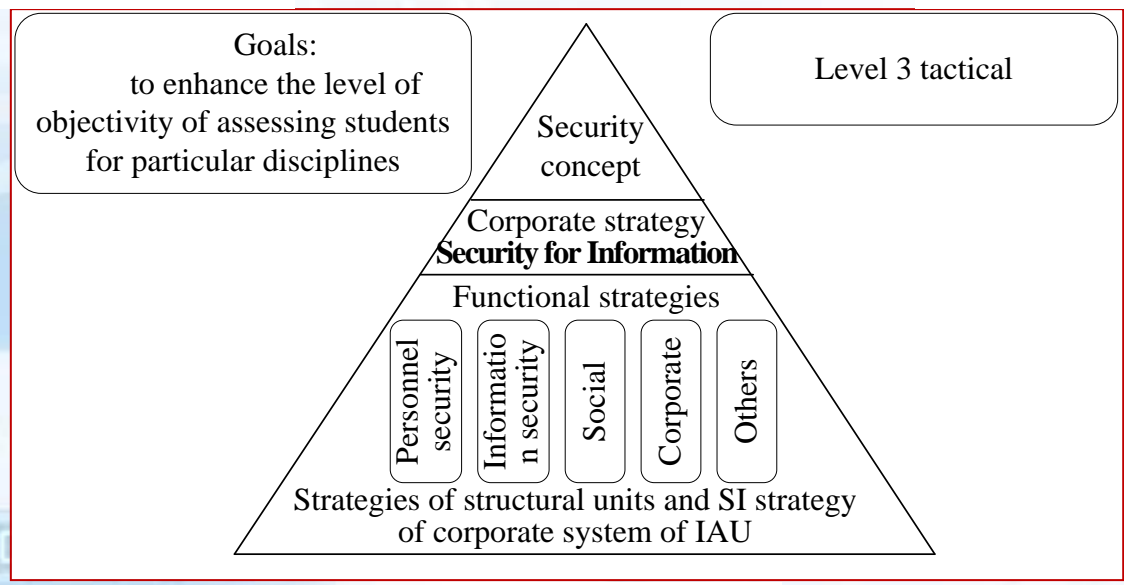 Goals:
to enhance the level of
objectivity of assessing students
for particular disciplines
Level 3 tactical
Security
concept
Corporate strategy
Security for Information
Functional strategies
Personnel
security
Informatio
n security
Social
Corporate
Others
Strategies of structural units and SI strategy
of corporate system of IAU